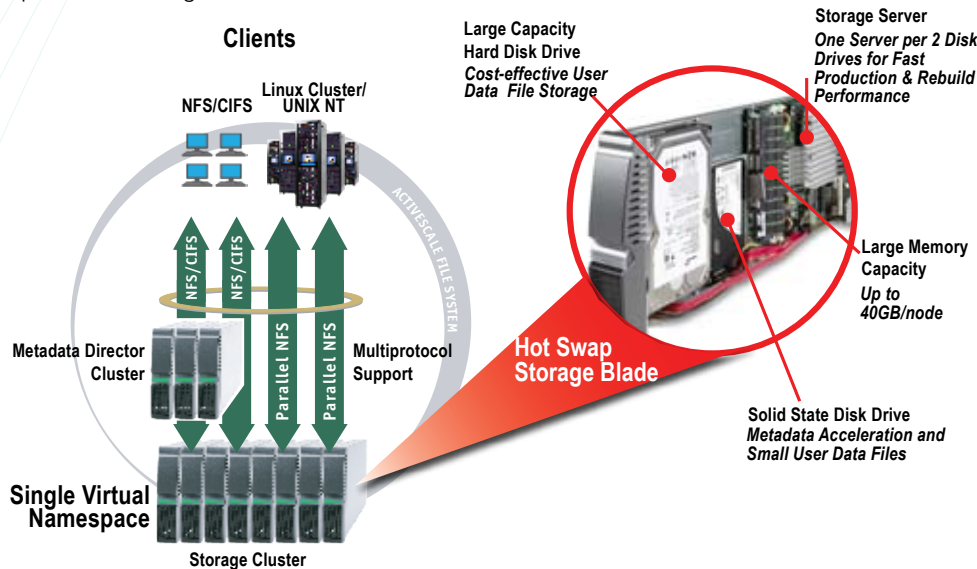 Clients
NFS/CIFS
Linux Cluster/
UNIX NT
ACTIVESCALE FILE SYSTEM
NFS/CIFS
NFS/CIFS
Parallel NFS
Parallel NFS
Metadata Director
Cluster
Multiprotocol
Support
Single Virtual
Namespace
Storage Cluster
Large Capacity
Hard Disk Drive
Cost-effective User
Data File Storage
Storage Server
One Server per 2 Disk
Drives for Fast
Production & Rebuild
Performance
Large Memory
Capacity
Up to
40GB/node
Hot Swap
Storage Blade
Solid State Disk Drive
Metadata Acceleration and
Small User Data Files